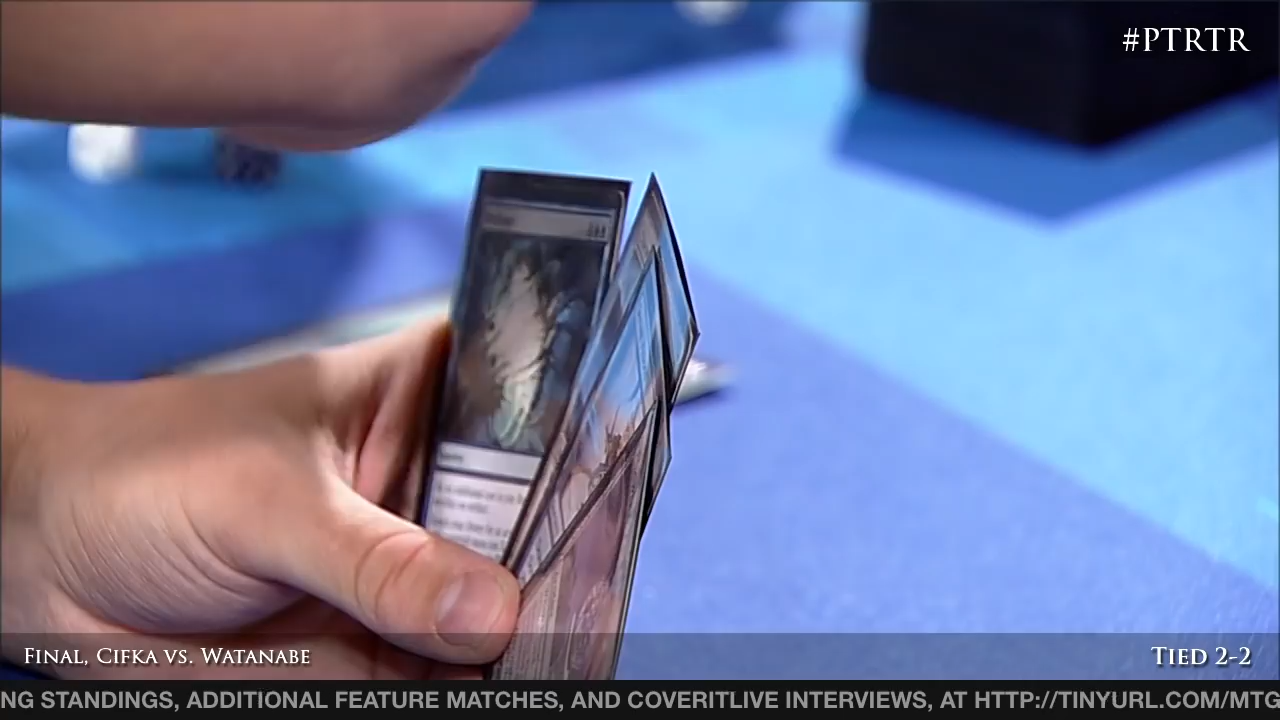 #PTRTR
FINAL, CIFKA VS. WATANABE
TIED 2-2
NG STANDINGS, ADDITIONAL FEATURE MATCHES, AND COVERITLIVE INTERVIEWS, AT HTTP://TINYURL.COM/MTG